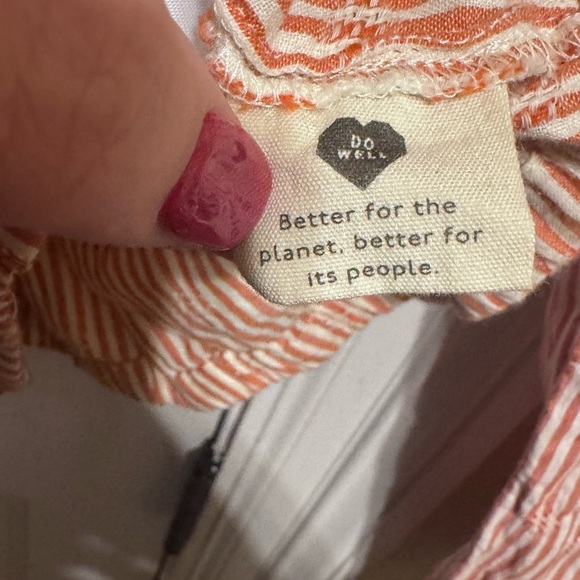 DO
WELL
Better for the
planet, better for
its people.